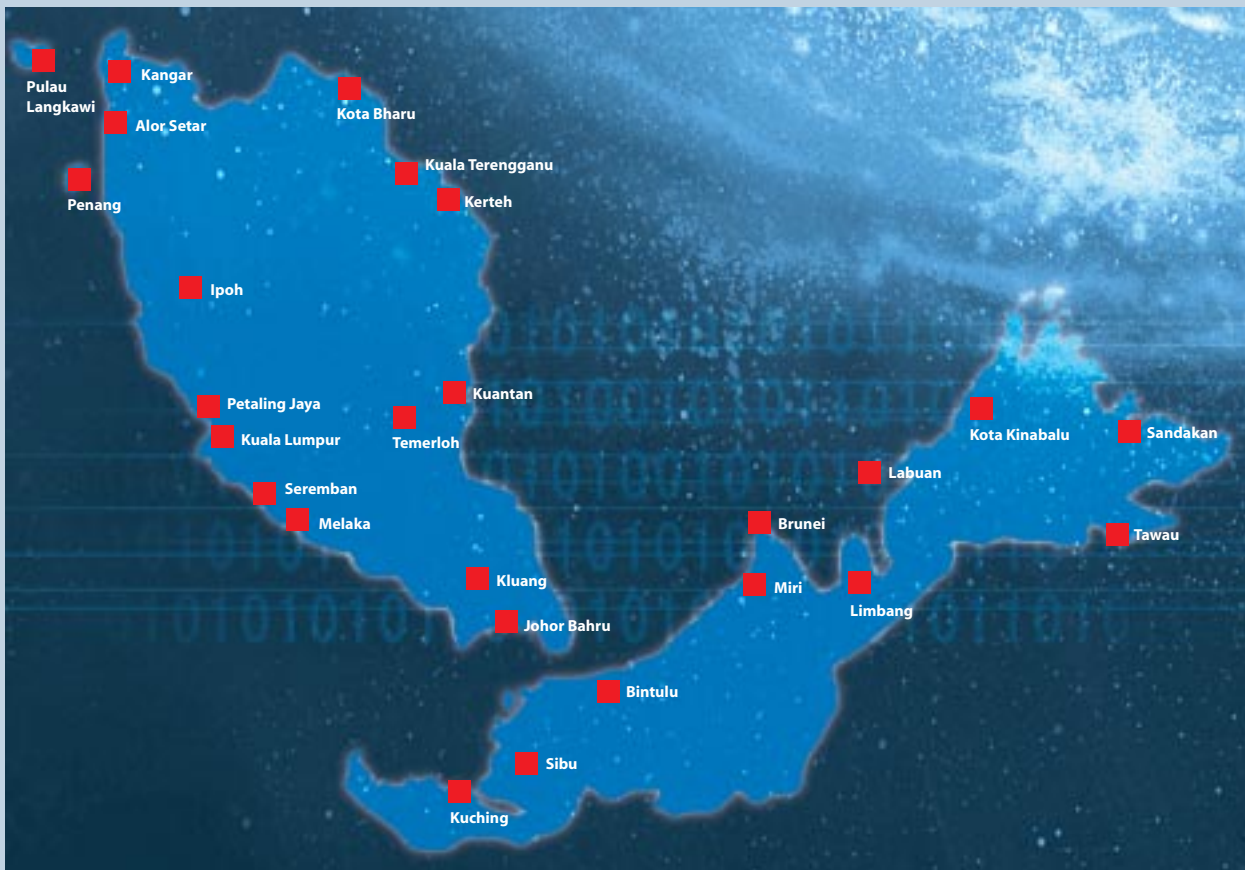 Pulau
Langkawi
Kangar
Alor Setar
Kota Bharu
Penang
Kuala Terengganu
Kerteh
Ipoh
Petaling Jaya
Kuala Lumpur
Kuantan
Temerloh
Seremban
Melaka
Kluang
Johor Bahru
Kota Kinabalu
Sandakan
Labuan
Brunei
Tawau
Miri
Limbang
Bintulu
Sibu
Kuching